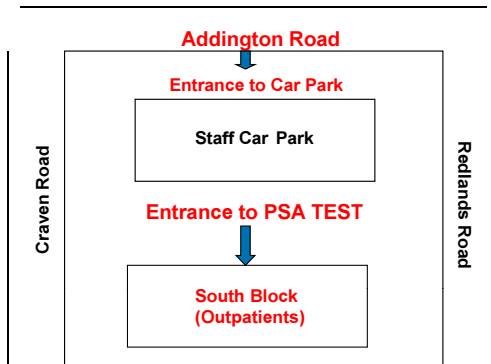 Addington Road
Entrance to Car Park
Staff Car Park
Craven Road
Redlands Road
Entrance to PSA TEST
South Block
(Outpatients)